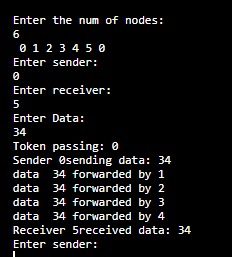 Enter the num of nodes:
6
0 1 2 3 4 5 0
Enter sender:
0
Enter receiver:
5
Enter Data:
34
Token passing: 0
Sender 0sending data: 34
data  34 forwarded by 1
data  34 forwarded by 2
data  34 forwarded by 3
data  34 forwarded by 4
Receiver 5received data: 34
Enter sender: